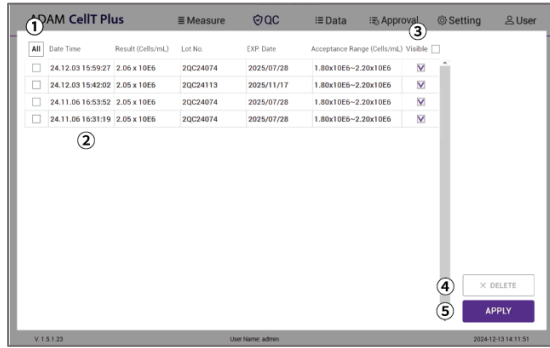 ADAM CellT Plus Measure QC Data Approval Setting User
① ③
All Date Time Result (Cells/mL) Lot No. EXP Date Acceptance Range (Cells/mL) Visible
24.12.03 15:59:27 2.06 x 10E6 2QC24074 2025/07/28 1.80x10E6~2.20x10E6
24.12.03 15:42:02 2.05 x 10E6 2QC24113 2025/11/17 1.80x10E6~2.20x10E6
24.11.06 16:53:52 2.05 x 10E6 2QC24074 2025/07/28 1.80x10E6~2.20x10E6
24.11.06 16:31:19 2.05 x 10E6 2QC24074 2025/07/28 1.80x10E6~2.20x10E6
②
④ × DELETE
⑤ APPLY
V. 1.5.1.23 User Name: admin 2024-12-13 14:11:51